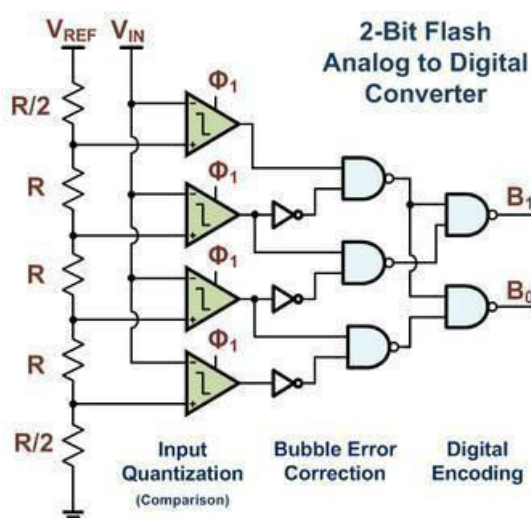 V_REF V_IN
2-Bit Flash
Analog to Digital
Converter
Φ1
R/2
Φ1
R
B1
Φ1
R
B0
Φ1
R
R/2
Input
Quantization
(Comparison)
Bubble Error
Correction
Digital
Encoding